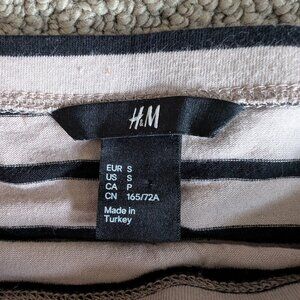 H&M
EUR S
US S
CA P
CN 165/72A
Made in
Turkey